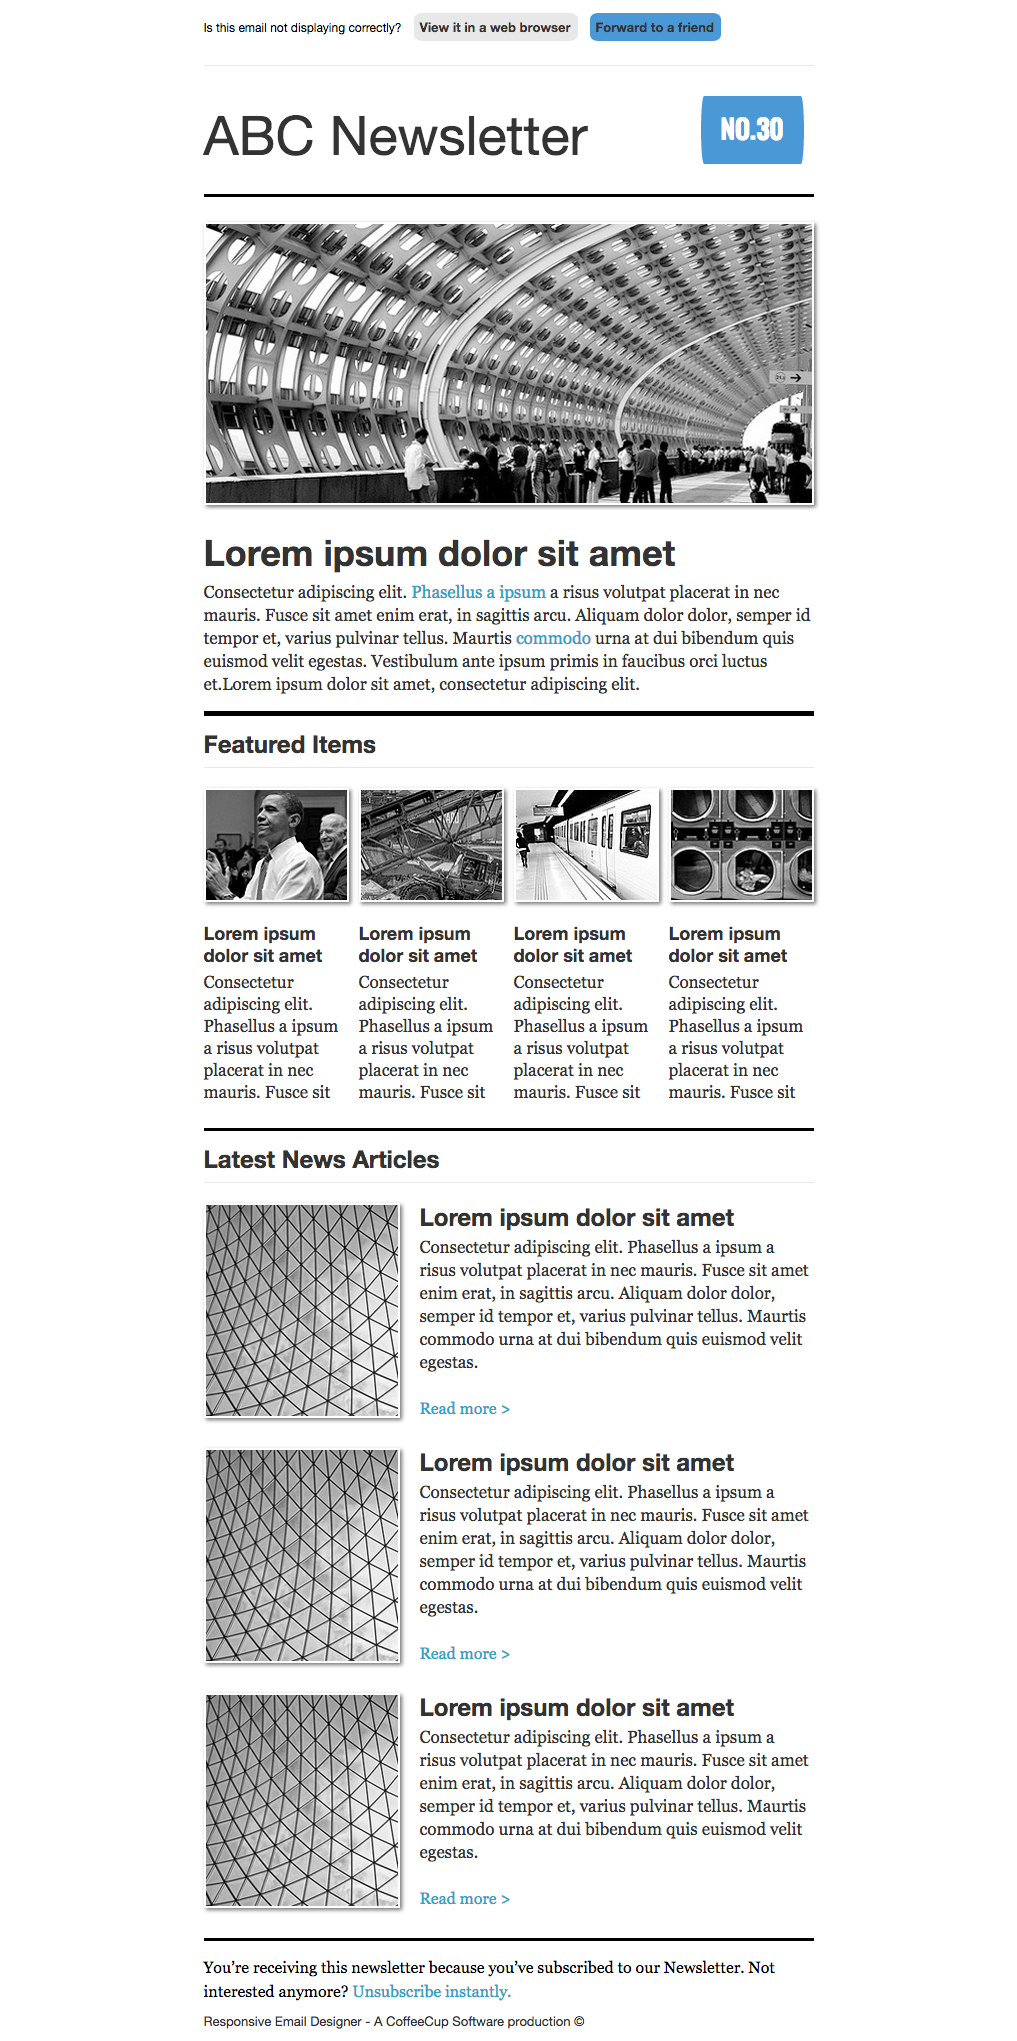 Is this email not displaying correctly? View it in a web browser Forward to a friend
ABC Newsletter
NO.30
Lorem ipsum dolor sit amet
Consectetur adipiscing elit. Phasellus a ipsum a risus volutpat placerat in nec
mauris. Fusce sit amet enim erat, in sagittis arcu. Aliquam dolor dolor, semper id
tempor et, varius pulvinar tellus. Maurtis commodo urna at dui bibendum quis
euismod velit egestas. Vestibulum ante ipsum primis in faucibus orci luctus
et.Lorem ipsum dolor sit amet, consectetur adipiscing elit.
Featured Items
Lorem ipsum
dolor sit amet
Consectetur
adipiscing elit.
Phasellus a ipsum
a risus volutpat
placerat in nec
mauris. Fusce sit
Lorem ipsum
dolor sit amet
Consectetur
adipiscing elit.
Phasellus a ipsum
a risus volutpat
placerat in nec
mauris. Fusce sit
Lorem ipsum
dolor sit amet
Consectetur
adipiscing elit.
Phasellus a ipsum
a risus volutpat
placerat in nec
mauris. Fusce sit
Lorem ipsum
dolor sit amet
Consectetur
adipiscing elit.
Phasellus a ipsum
a risus volutpat
placerat in nec
mauris. Fusce sit
Latest News Articles
Lorem ipsum dolor sit amet
Consectetur adipiscing elit. Phasellus a ipsum a
risus volutpat placerat in nec mauris. Fusce sit amet
enim erat, in sagittis arcu. Aliquam dolor dolor,
semper id tempor et, varius pulvinar tellus. Maurtis
commodo urna at dui bibendum quis euismod velit
egestas.
Read more >
Lorem ipsum dolor sit amet
Consectetur adipiscing elit. Phasellus a ipsum a
risus volutpat placerat in nec mauris. Fusce sit amet
enim erat, in sagittis arcu. Aliquam dolor dolor,
semper id tempor et, varius pulvinar tellus. Maurtis
commodo urna at dui bibendum quis euismod velit
egestas.
Read more >
Lorem ipsum dolor sit amet
Consectetur adipiscing elit. Phasellus a ipsum a
risus volutpat placerat in nec mauris. Fusce sit amet
enim erat, in sagittis arcu. Aliquam dolor dolor,
semper id tempor et, varius pulvinar tellus. Maurtis
commodo urna at dui bibendum quis euismod velit
egestas.
Read more >
You’re receiving this newsletter because you’ve subscribed to our Newsletter. Not
interested anymore? Unsubscribe instantly.
Responsive Email Designer - A CoffeeCup Software production ©